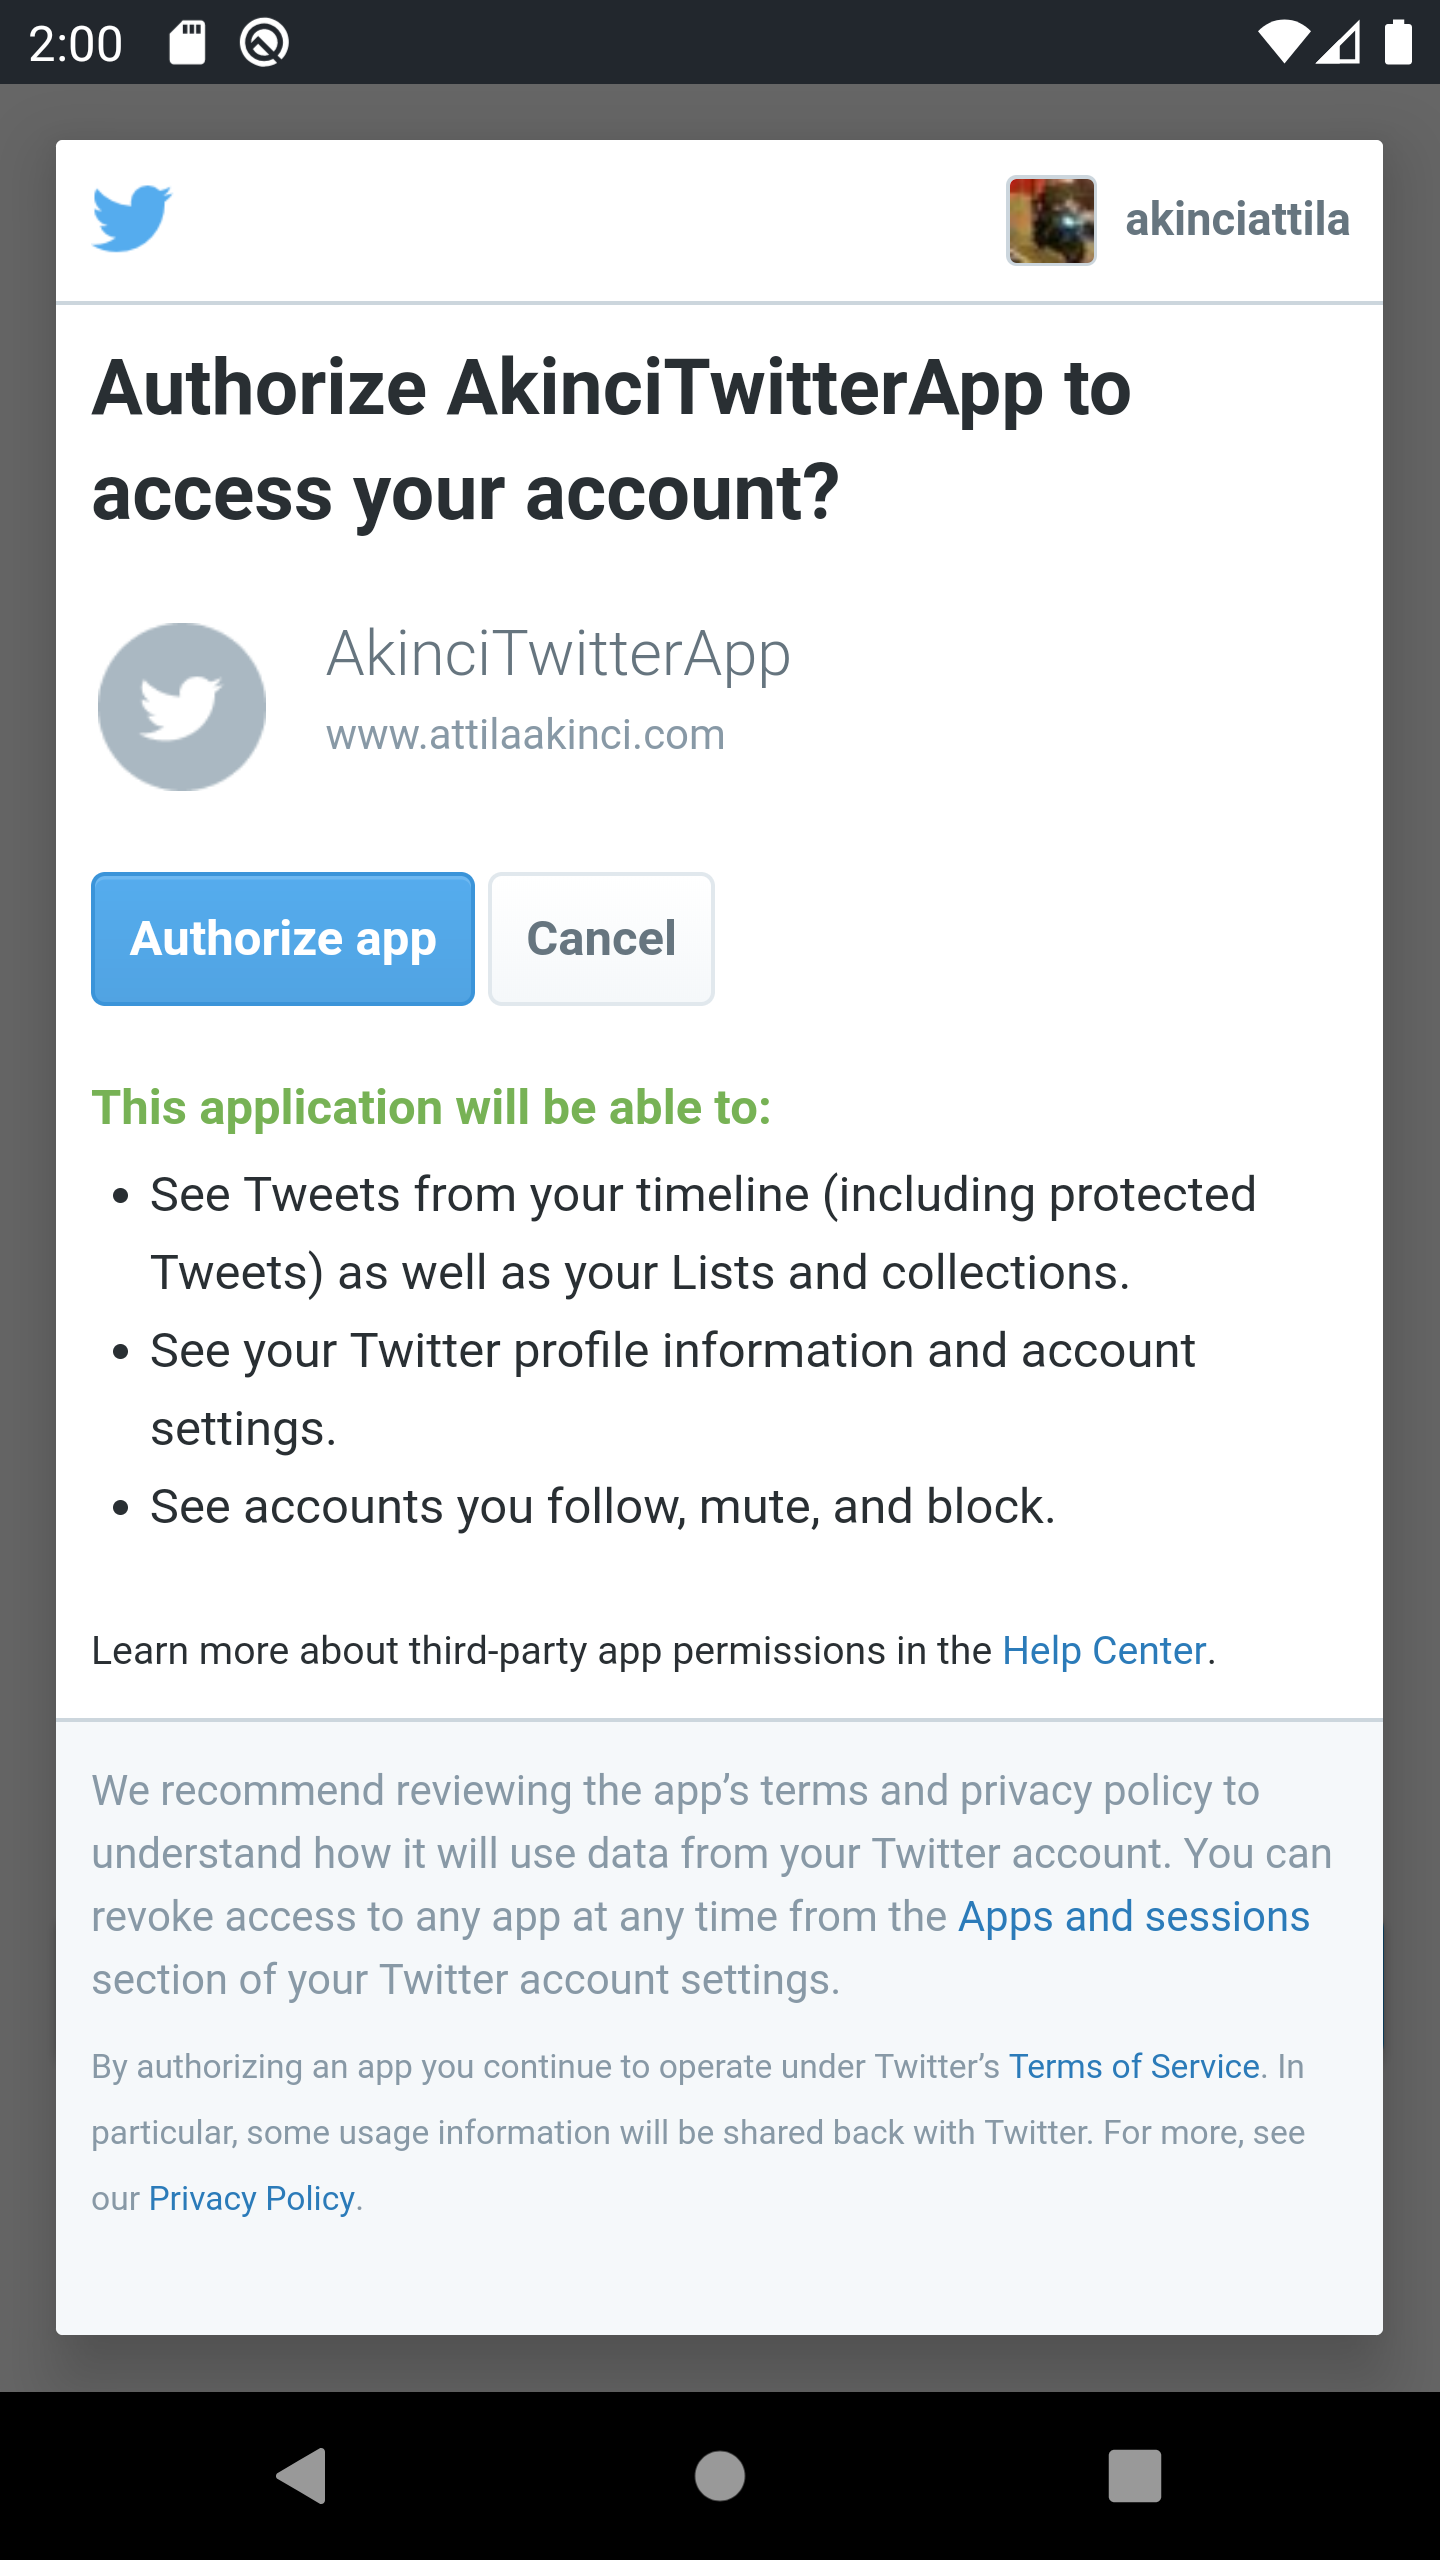 2:00
akinciattila
Authorize AkinciTwitterApp to
access your account?
AkinciTwitterApp
www.attilaakinci.com
Authorize app
Cancel
This application will be able to:
• See Tweets from your timeline (including protected
Tweets) as well as your Lists and collections.
• See your Twitter profile information and account
settings.
• See accounts you follow, mute, and block.
Learn more about third-party app permissions in the Help Center.
We recommend reviewing the app’s terms and privacy policy to
understand how it will use data from your Twitter account. You can
revoke access to any app at any time from the Apps and sessions
section of your Twitter account settings.
By authorizing an app you continue to operate under Twitter’s Terms of Service. In
particular, some usage information will be shared back with Twitter. For more, see
our Privacy Policy.